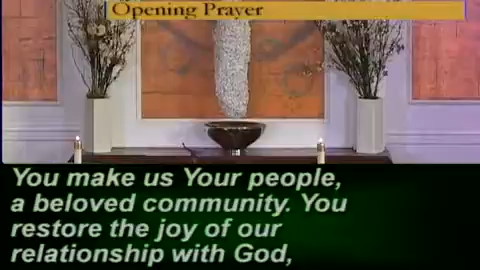 Opening Prayer
You make us Your people,
a beloved community. You
restore the joy of our
relationship with God,